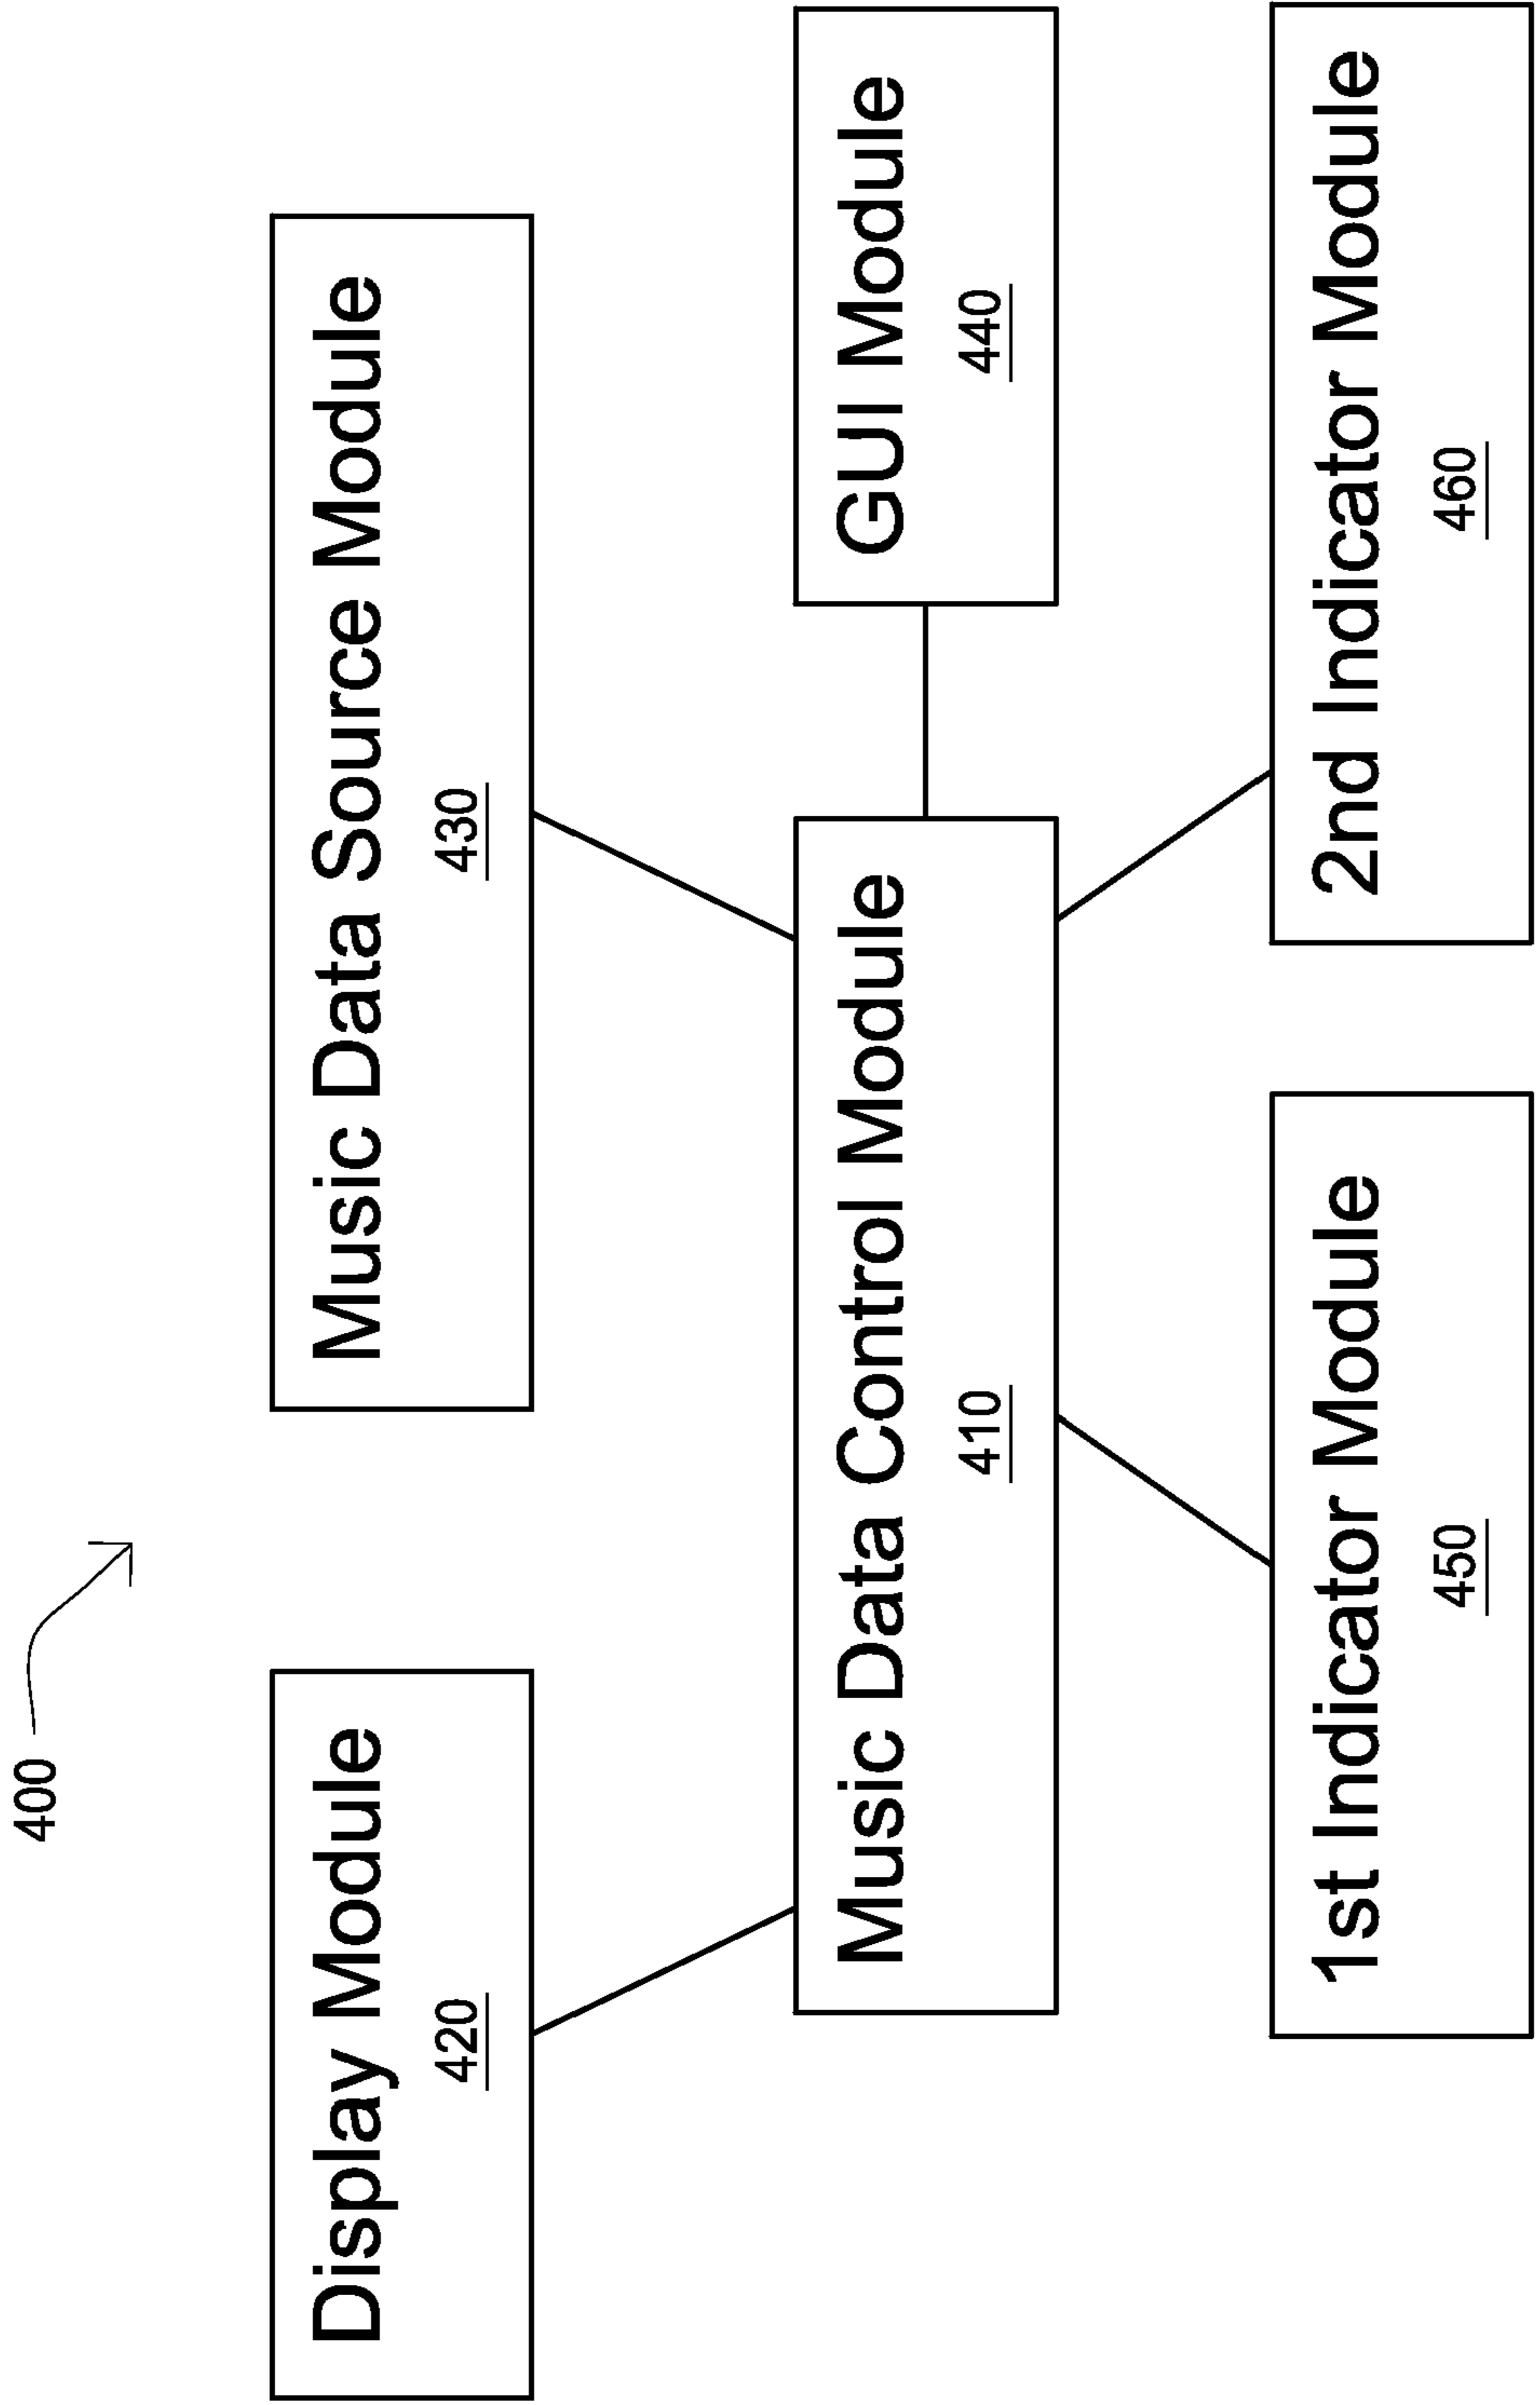 400
Display Module
420
Music Data Source Module
430
Music Data Control Module
410
GUI Module
440
1st Indicator Module
450
2nd Indicator Module
460